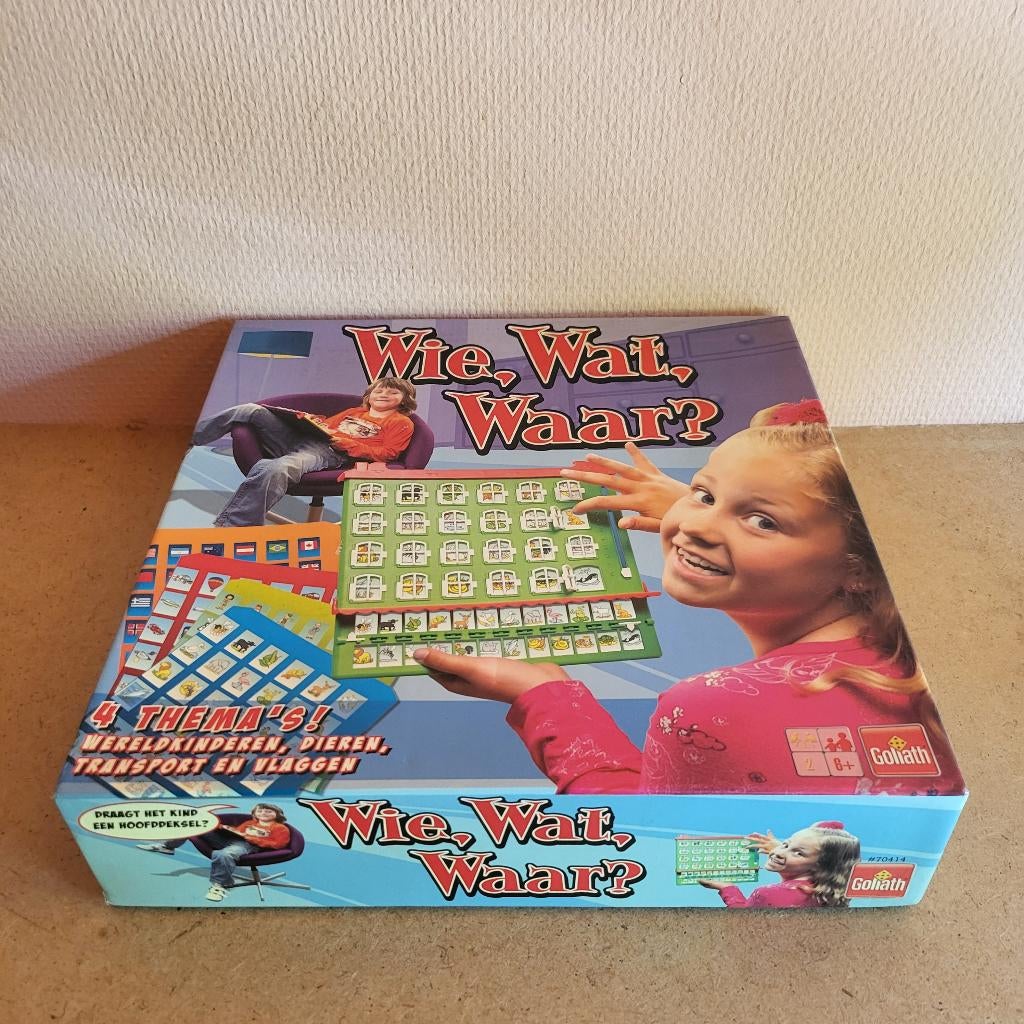 Wie, Wat,
Waar?
4 THEMA'S!
WERELDKINDEREN, DIEREN,
TRANSPORT EN VLAGGEN
2
6+
Goliath
DRAAGT HET KIND
EEN HOOFDDEKSEL?
Wie, Wat,
Waar?
#70414
Goliath